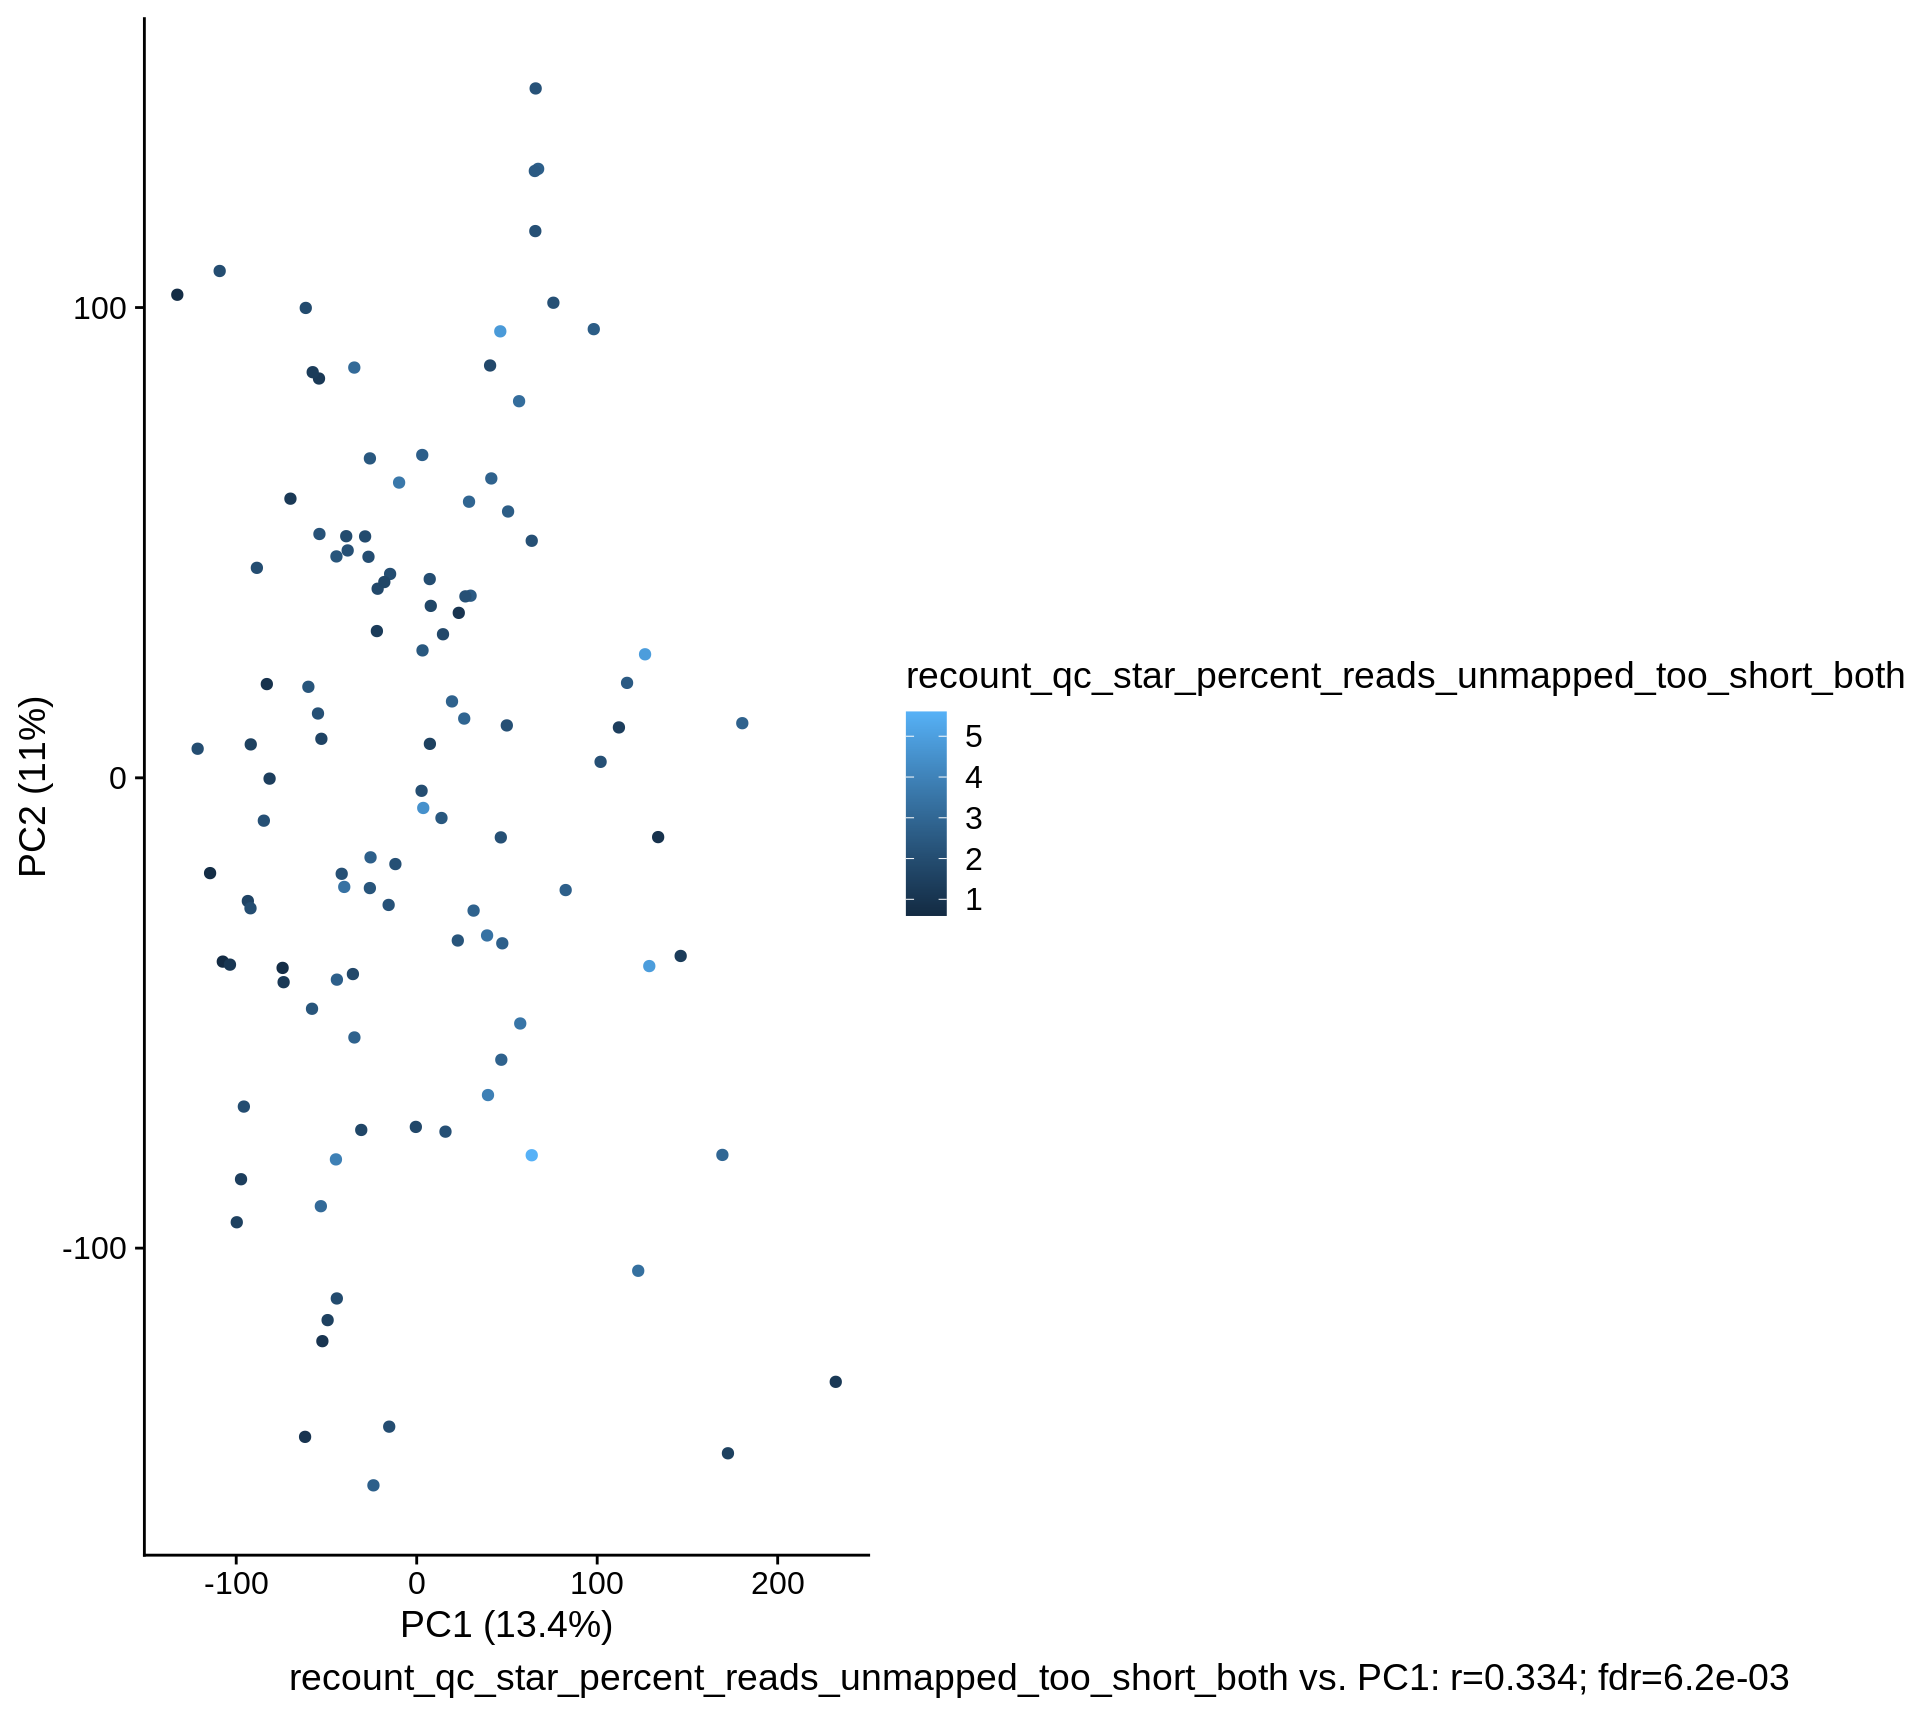 100
0
-100
PC2 (11%)
-100 0 100 200
PC1 (13.4%)
recount_qc_star_percent_reads_unmapped_too_short_both
5
4
3
2
1
recount_qc_star_percent_reads_unmapped_too_short_both vs. PC1: r=0.334; fdr=6.2e-03